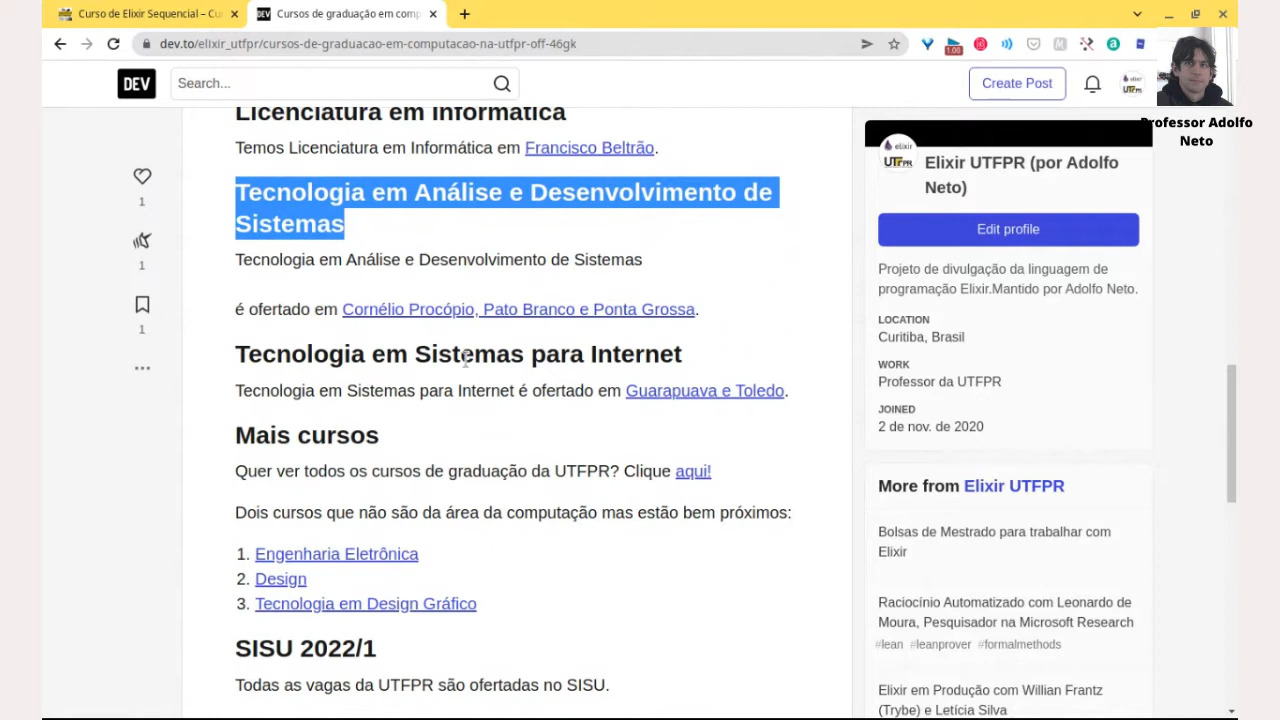 Curso de Elixir Sequencial – Cur
Cursos de graduação em comp
dev.to/elixir_utfpr/cursos-de-graduacao-em-computacao-na-utfpr-off-46gk
1.00
DEV
Search...
Create Post
Professor Adolfo
Neto
Licenciatura em Informática
Temos Licenciatura em Informática em Francisco Beltrão.
Tecnologia em Análise e Desenvolvimento de
Sistemas
Tecnologia em Análise e Desenvolvimento de Sistemas
é ofertado em Cornélio Procópio, Pato Branco e Ponta Grossa.
Tecnologia em Sistemas para Internet
Tecnologia em Sistemas para Internet é ofertado em Guarapuava e Toledo.
Mais cursos
Quer ver todos os cursos de graduação da UTFPR? Clique aqui!
Dois cursos que não são da área da computação mas estão bem próximos:
1. Engenharia Eletrônica
2. Design
3. Tecnologia em Design Gráfico
SISU 2022/1
Todas as vagas da UTFPR são ofertadas no SISU.
1
1
1
elixir
UTFPR
Elixir UTFPR (por Adolfo
Neto)
Edit profile
Projeto de divulgação da linguagem de
programação Elixir.Mantido por Adolfo Neto.
LOCATION
Curitiba, Brasil
WORK
Professor da UTFPR
JOINED
2 de nov. de 2020
More from Elixir UTFPR
Bolsas de Mestrado para trabalhar com
Elixir
Raciocínio Automatizado com Leonardo de
Moura, Pesquisador na Microsoft Research
#lean #leanprover #formalmethods
Elixir em Produção com Willian Frantz
(Trybe) e Letícia Silva